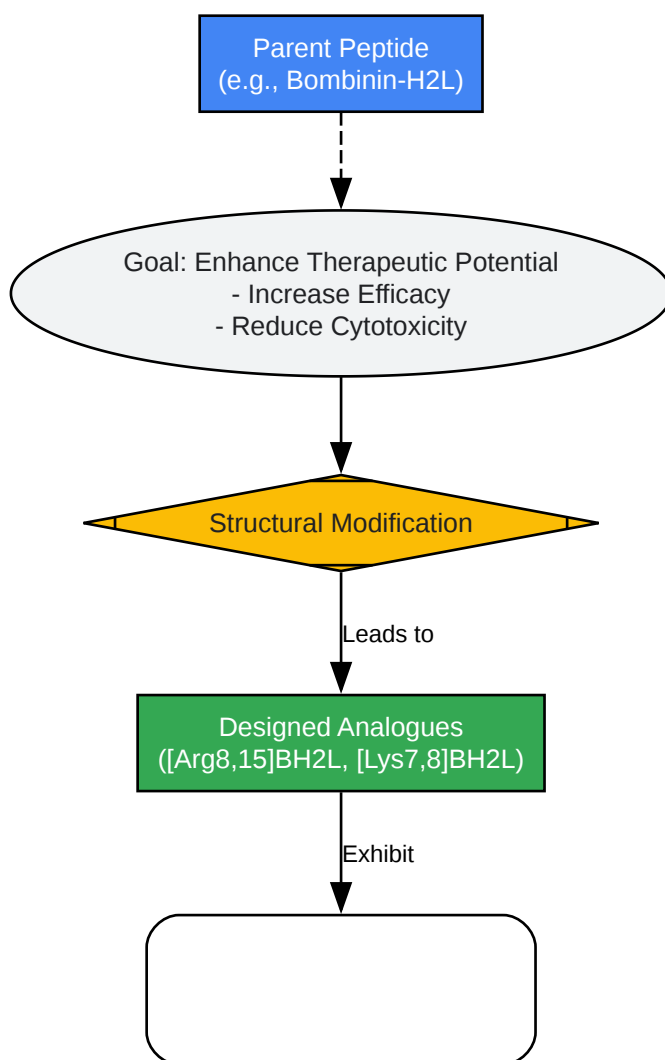 Parent Peptide
(e.g., Bombinin-H2L)
Goal: Enhance Therapeutic Potential
- Increase Efficacy
- Reduce Cytotoxicity
Structural Modification
Leads to
Designed Analogues
([Arg8,15]BH2L, [Lys7,8]BH2L)
Exhibit